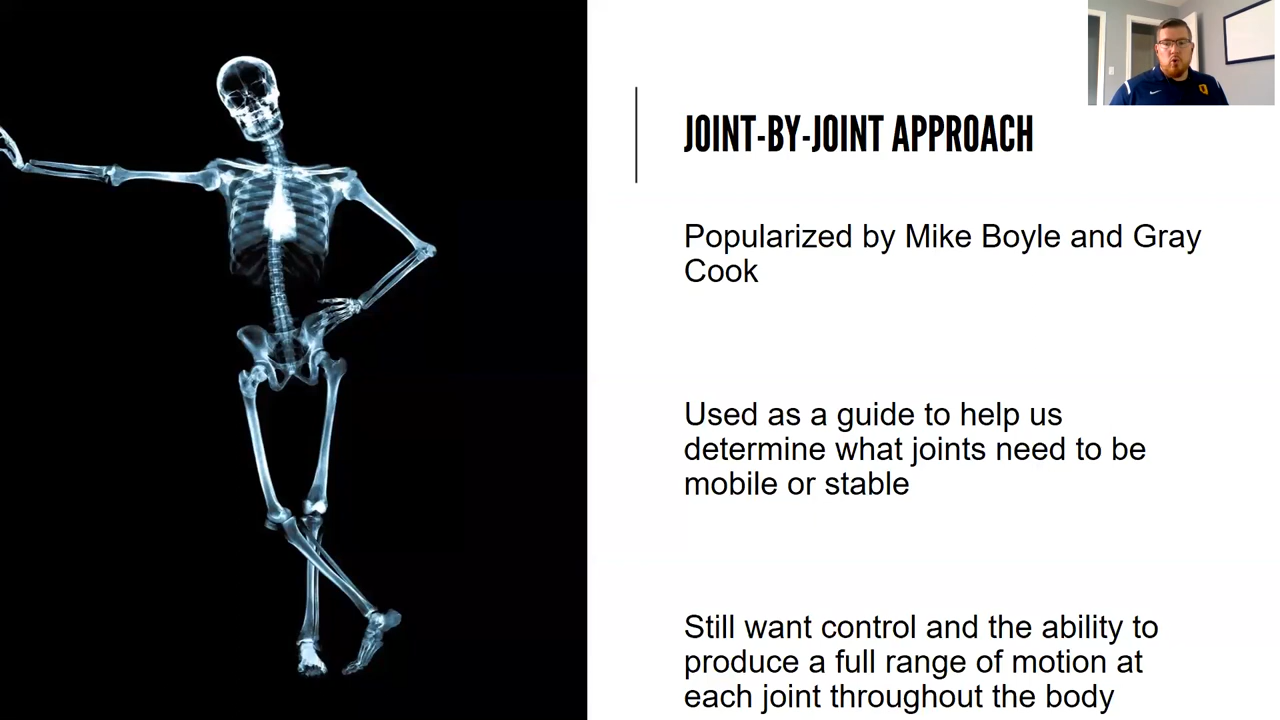 JOINT-BY-JOINT APPROACH
Popularized by Mike Boyle and Gray
Cook
Used as a guide to help us
determine what joints need to be
mobile or stable
Still want control and the ability to
produce a full range of motion at
each joint throughout the body